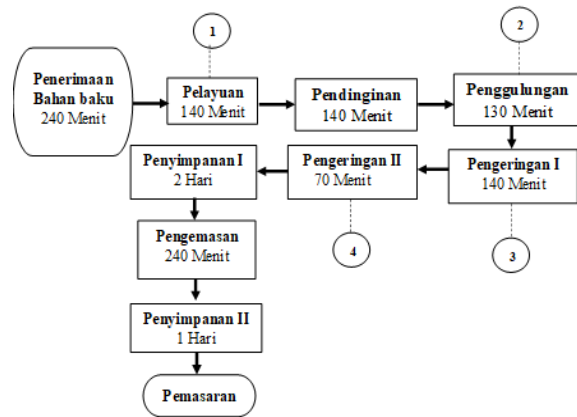 1
2
Penerimaan
Bahan baku
240 Menit
Pelayuan
140 Menit
Pendinginan
140 Menit
Penggulungan
130 Menit
Penyimpanan I
2 Hari
Pengeringan II
70 Menit
Pengeringan I
140 Menit
Pengemasan
240 Menit
4
3
Penyimpanan II
1 Hari
Pemasaran